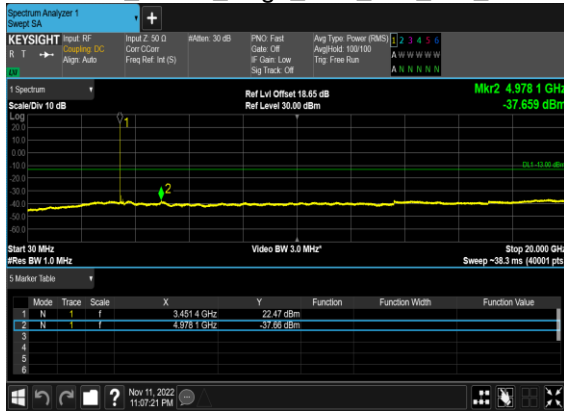 Spectrum Analyzer 1
Swept SA
+
KEYSIGHT Input: RF Input Z: 50 Ω #Atten: 30 dB PNO: Fast Avg Type: Power (RMS) 1 2 3 4 5 6
R T Coupling: DC Corr CCorr Gate: Off Avg|Hold: 100/100 A W W W W W
Align: Auto Freq Ref: Int (S) IF Gain: Low Trig: Free Run
LXI Sig Track: Off A N N N N N
1 Spectrum Ref Lvl Offset 18.65 dB Mkr2 4.978 1 GHz
Scale/Div 10 dB Ref Level 30.00 dBm -37.659 dBm
Log
20.0
10.0
0.00
-10.0
-20.0
-30.0
-40.0
-50.0
-60.0
1
DL1 -13.00 dBm
2
Start 30 MHz Video BW 3.0 MHz* Stop 20.000 GHz
#Res BW 1.0 MHz Sweep ~38.3 ms (40001 pts)
5 Marker Table
Mode Trace Scale X Y Function Function Width Function Value
1 N 1 f 3.451 4 GHz 22.47 dBm
2 N 1 f 4.978 1 GHz -37.66 dBm
3
4
5
6
? Nov 11, 2022
11:07:21 PM